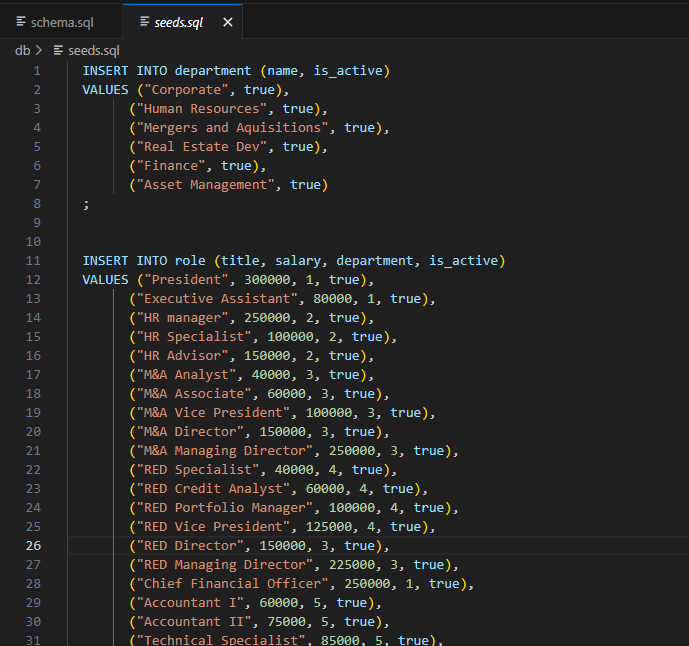 schema.sql seeds.sql ×
db > seeds.sql
1 INSERT INTO department (name, is_active)
2 VALUES ("Corporate", true),
3 ("Human Resources", true),
4 ("Mergers and Aquisitions", true),
5 ("Real Estate Dev", true),
6 ("Finance", true),
7 ("Asset Management", true)
8 ;
9
10
11 INSERT INTO role (title, salary, department, is_active)
12 VALUES ("President", 300000, 1, true),
13 ("Executive Assistant", 80000, 1, true),
14 ("HR manager", 250000, 2, true),
15 ("HR Specialist", 100000, 2, true),
16 ("HR Advisor", 150000, 2, true),
17 ("M&A Analyst", 40000, 3, true),
18 ("M&A Associate", 60000, 3, true),
19 ("M&A Vice President", 100000, 3, true),
20 ("M&A Director", 150000, 3, true),
21 ("M&A Managing Director", 250000, 3, true),
22 ("RED Specialist", 40000, 4, true),
23 ("RED Credit Analyst", 60000, 4, true),
24 ("RED Portfolio Manager", 100000, 4, true),
25 ("RED Vice President", 125000, 4, true),
26 ("RED Director", 150000, 3, true),
27 ("RED Managing Director", 225000, 3, true),
28 ("Chief Financial Officer", 250000, 1, true),
29 ("Accountant I", 60000, 5, true),
30 ("Accountant II", 75000, 5, true),
31 ("Technical Specialist", 85000, 5, true),